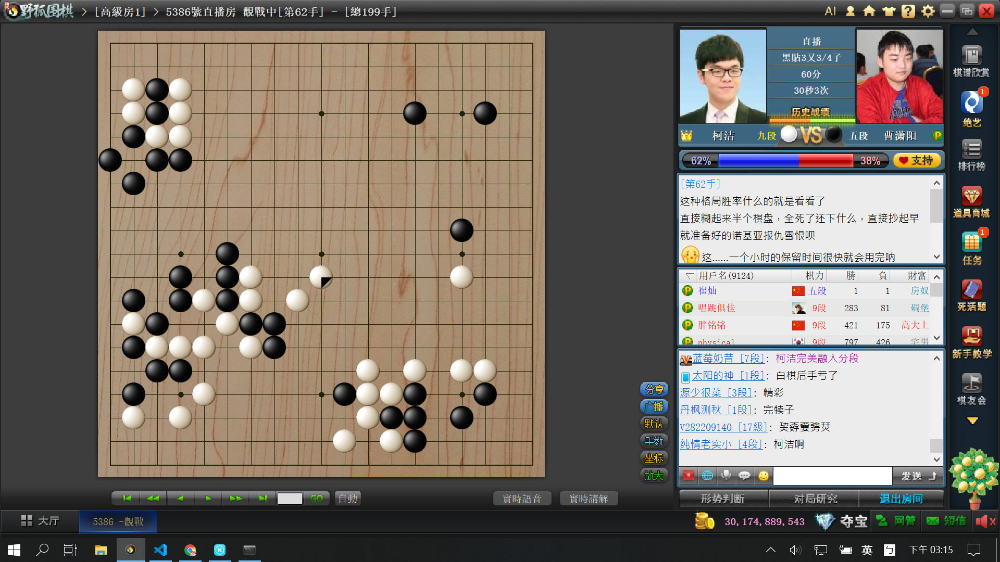 野狐围棋 > [高級房1] > 5386號直播房 觀戰中[第62手] - [總199手]
AI
直播
黑貼3又3/4子
60分
30秒3次
历史战绩
柯洁 九段 VS 五段 曹潇阳 P
62% 38% 支持
[第62手]
这种格局胜率什么的就是看看了
直接糊起来半个棋盘，全死了还下什么，直接抄起早
就准备好的诺基亚报仇雪恨呗
这......一个小时的保留时间很快就会用完呐
用戶名(9124) 棋力 勝 負 財富
P 崔灿 五段 1 1 房奴
P 唱跳俱佳 9段 283 81 碉堡
P 胖铭铭 9段 421 175 高大上
P physical 9段 797 426 宅男
蓝莓奶昔 [7段]: 柯洁完美融入分段
太阳的神 [1段]: 白棋后手亏了
源少很菜 [3段]: 精彩
丹枫测秋 [1段]: 完犊子
V282209140 [17級]:
纯情老实小 [4段]: 柯洁啊
发送
形势判断 对局研究 退出房间
分享
广播
默认
手数
坐标
放大
GO 自動 實時語音 實時講解
棋谱欣赏
1
绝艺
排行榜
道具商城
1
任务
死活题
新手教学
棋友会
大厅 5386 -觀戰 30,174,889,543 夺宝 网管 短信
英 ㄅ 下午 03:15